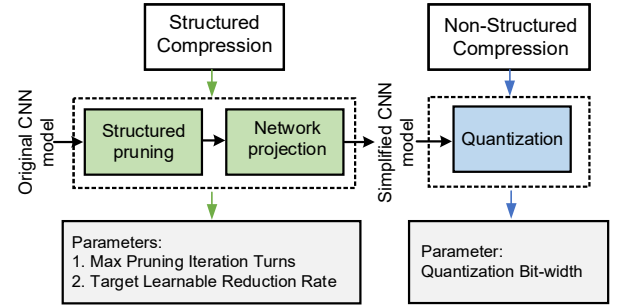 Structured
Compression
Non-Structured
Compression
Original CNN
model
Structured
pruning
Network
projection
Simplified CNN
model
Quantization
Parameters:
1. Max Pruning Iteration Turns
2. Target Learnable Reduction Rate
Parameter:
Quantization Bit-width